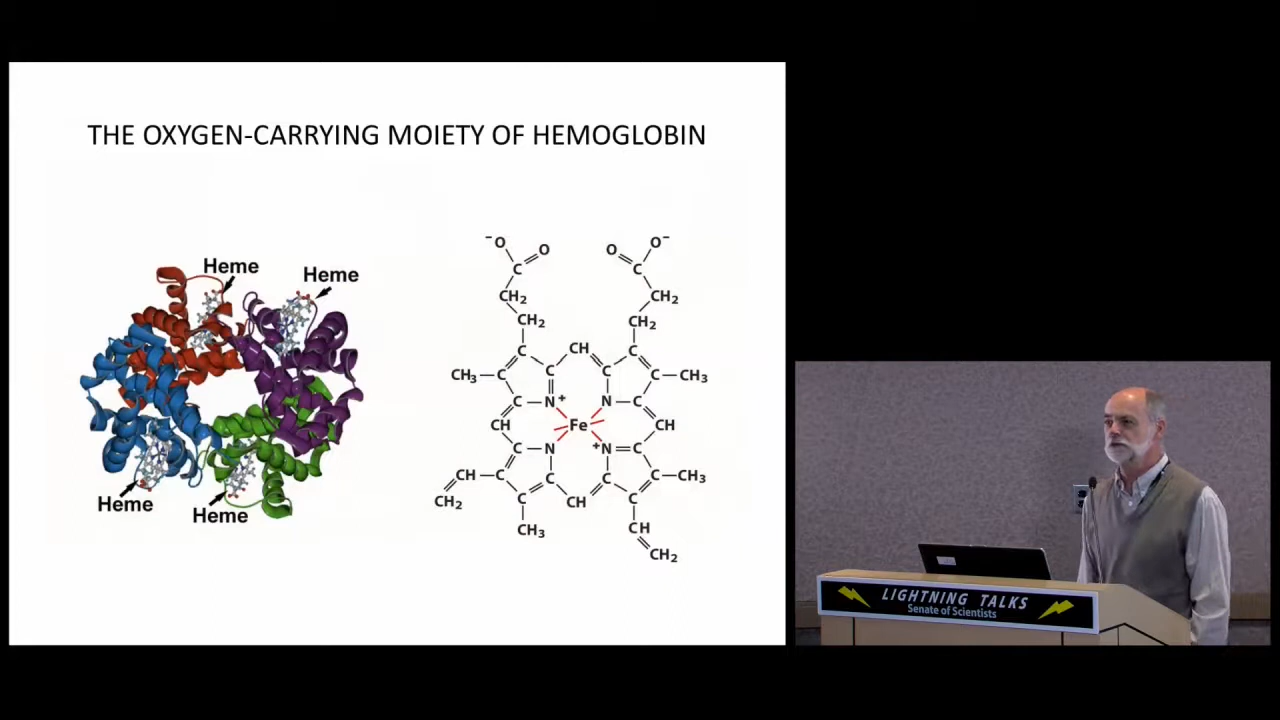 THE OXYGEN-CARRYING MOIETY OF HEMOGLOBIN
Heme
Heme
Heme
Heme
⁻O
O
O
O⁻
C
C
CH₂
CH₂
CH₂
CH₂
C
CH
C
C
C
C
CH₃
C
C
CH₃
C
N⁺
N
C
CH
Fe
CH
C
N
⁺N
C
CH
C
C
C
C
CH₃
CH₂
C
CH
C
CH₃
CH
CH₂
LIGHTNING TALKS
Senate of Scientists